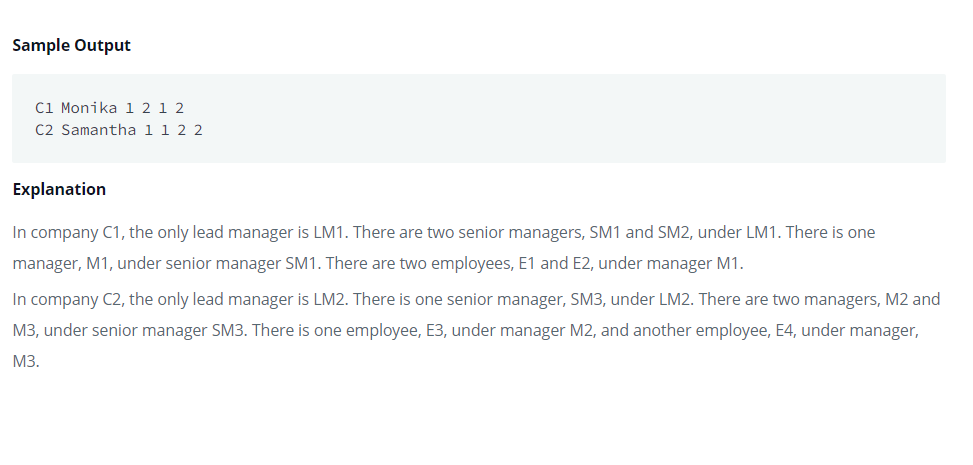 Sample Output
C1 Monika 1 2 1 2
C2 Samantha 1 1 2 2
Explanation
In company C1, the only lead manager is LM1. There are two senior managers, SM1 and SM2, under LM1. There is one
manager, M1, under senior manager SM1. There are two employees, E1 and E2, under manager M1.
In company C2, the only lead manager is LM2. There is one senior manager, SM3, under LM2. There are two managers, M2 and
M3, under senior manager SM3. There is one employee, E3, under manager M2, and another employee, E4, under manager,
M3.